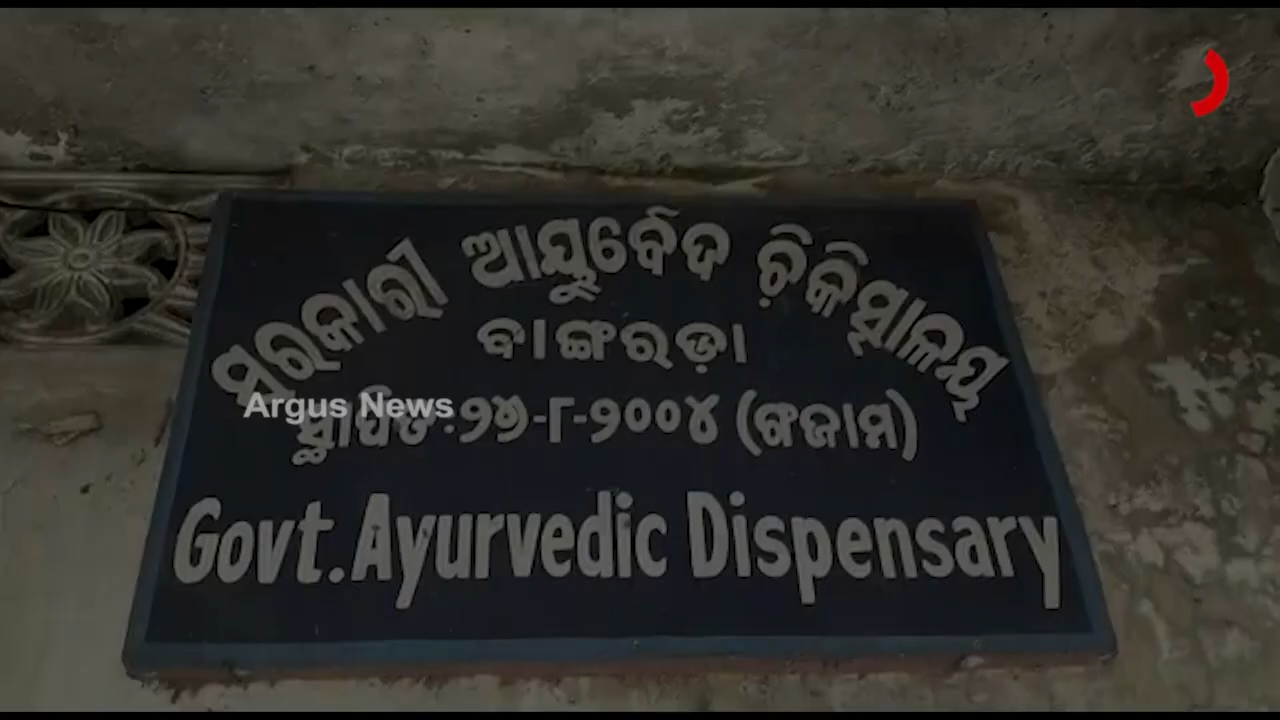 ସରକାରୀ ଆୟୁର୍ବେଦ ଚିକିତ୍ସାଳୟ
ବାଙ୍ଗରଡ଼ା
ସ୍ଥାପିତ:୨୬-୮-୨୦୦୪ (ଗଞ୍ଜାମ)
Argus News
Govt. Ayurvedic Dispensary